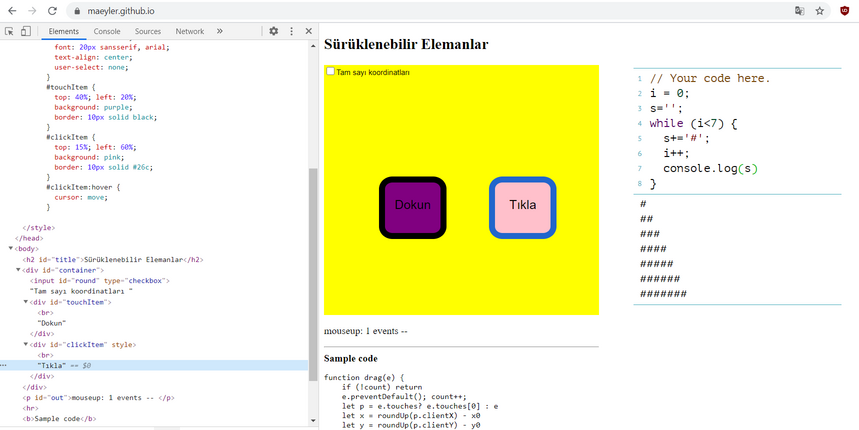 maeyler.github.io
Elements Console Sources Network »
font: 20px sansserif, arial;
text-align: center;
user-select: none;
}
#touchItem {
top: 40%; left: 20%;
background: purple;
border: 10px solid black;
}
#clickItem {
top: 15%; left: 60%;
background: pink;
border: 10px solid #26c;
}
#clickItem:hover {
cursor: move;
}
</style>
</head>
<body>
<h2 id="title">Sürüklenebilir Elemanlar</h2>
<div id="container">
<input id="round" type="checkbox">
"Tam sayı koordinatları "
<div id="touchItem">
<br>
"Dokun"
</div>
<div id="clickItem" style>
<br>
"Tıkla" == $0
</div>
</div>
<p id="out">mouseup: 1 events -- </p>
<hr>
<b>Sample code</b>
Sürüklenebilir Elemanlar
Tam sayı koordinatları
Dokun
Tıkla
mouseup: 1 events --
Sample code
function drag(e) {
if (!count) return
e.preventDefault(); count++;
let p = e.touches? e.touches[0] : e
let x = roundUp(p.clientX) - x0
let y = roundUp(p.clientY) - y0
1 // Your code here.
2 i = 0;
3 s='';
4 while (i<7) {
5 s+='#';
6 i++;
7 console.log(s)
8 }
#
##
###
####
#####
######
#######